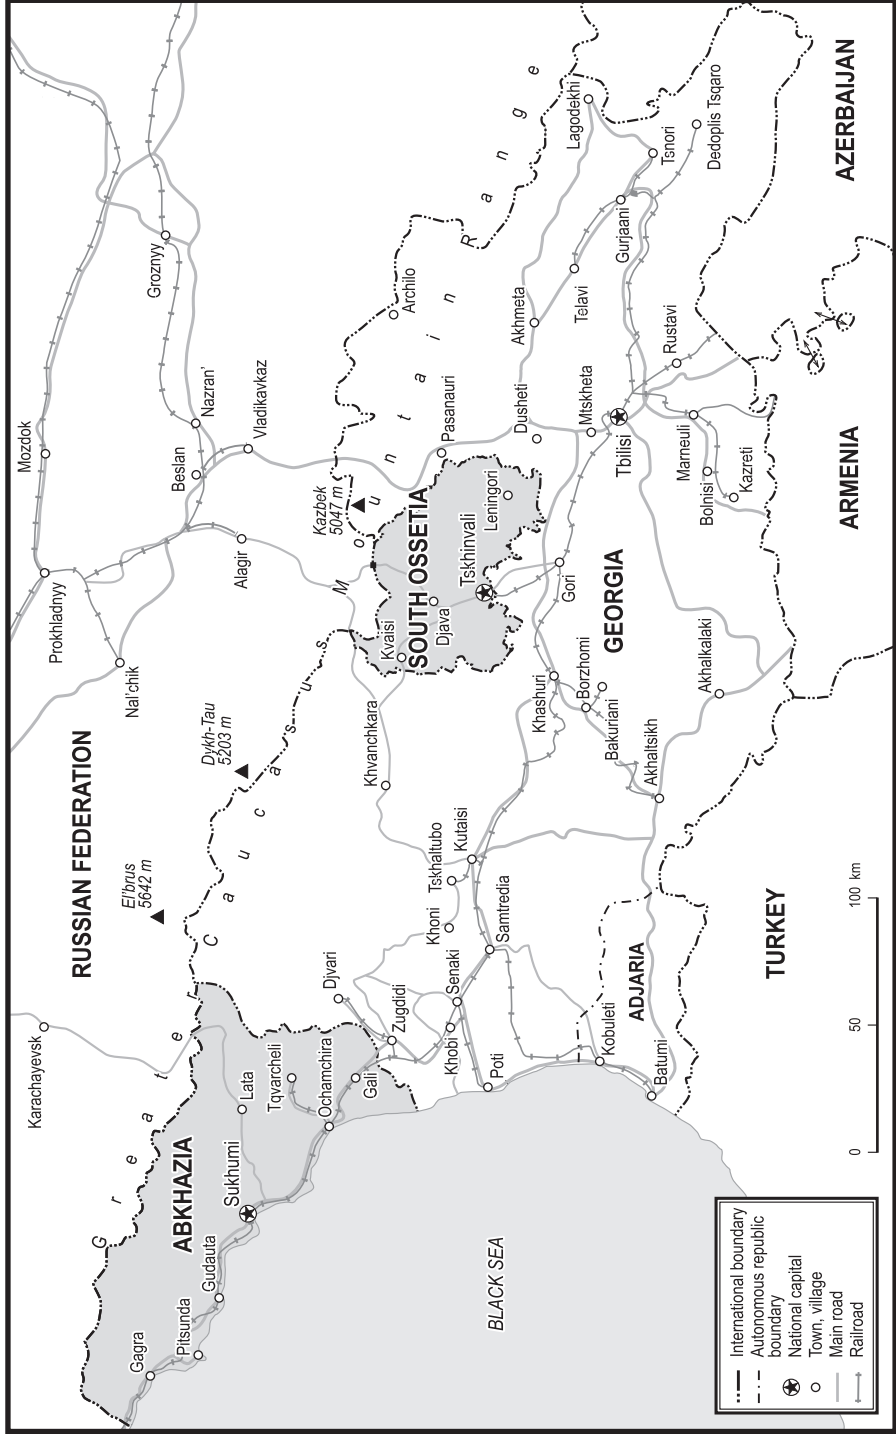 RUSSIAN FEDERATION
Karachayevsk
El'brus
5642 m
Dykh-Tau
5203 m
Nal'chik
Prokhladnyy
Mozdok
Alagir
Beslan
Nazran'
Vladikavkaz
Groznyy
Kazbek
5047 m
Greater Caucasus Mountain Range
Archilo
ABKHAZIA
Gagra
Pitsunda
Gudauta
Sukhumi
Lata
Tqvarcheli
Ochamchira
Gali
Djvari
Zugdidi
Khobi
Senaki
Poti
Khoni
Tskhaltubo
Kutaisi
Samtredia
Khvanchkara
SOUTH OSSETIA
Kvaisi
Djava
Tskhinvali
Leningori
Pasanauri
Dusheti
Akhmeta
Telavi
Gurjaani
Lagodekhi
Tsnori
Dedoplis Tsqaro
Mtskheta
Tbilisi
Rustavi
Marneuli
Bolnisi
Kazreti
Gori
GEORGIA
Khashuri
Borzhomi
Bakuriani
Akhaltsikh
Akhalkalaki
ADJARIA
Kobuleti
Batumi
BLACK SEA
TURKEY
ARMENIA
AZERBAIJAN
0
50
100 km
International boundary
Autonomous republic
boundary
National capital
Town, village
Main road
Railroad